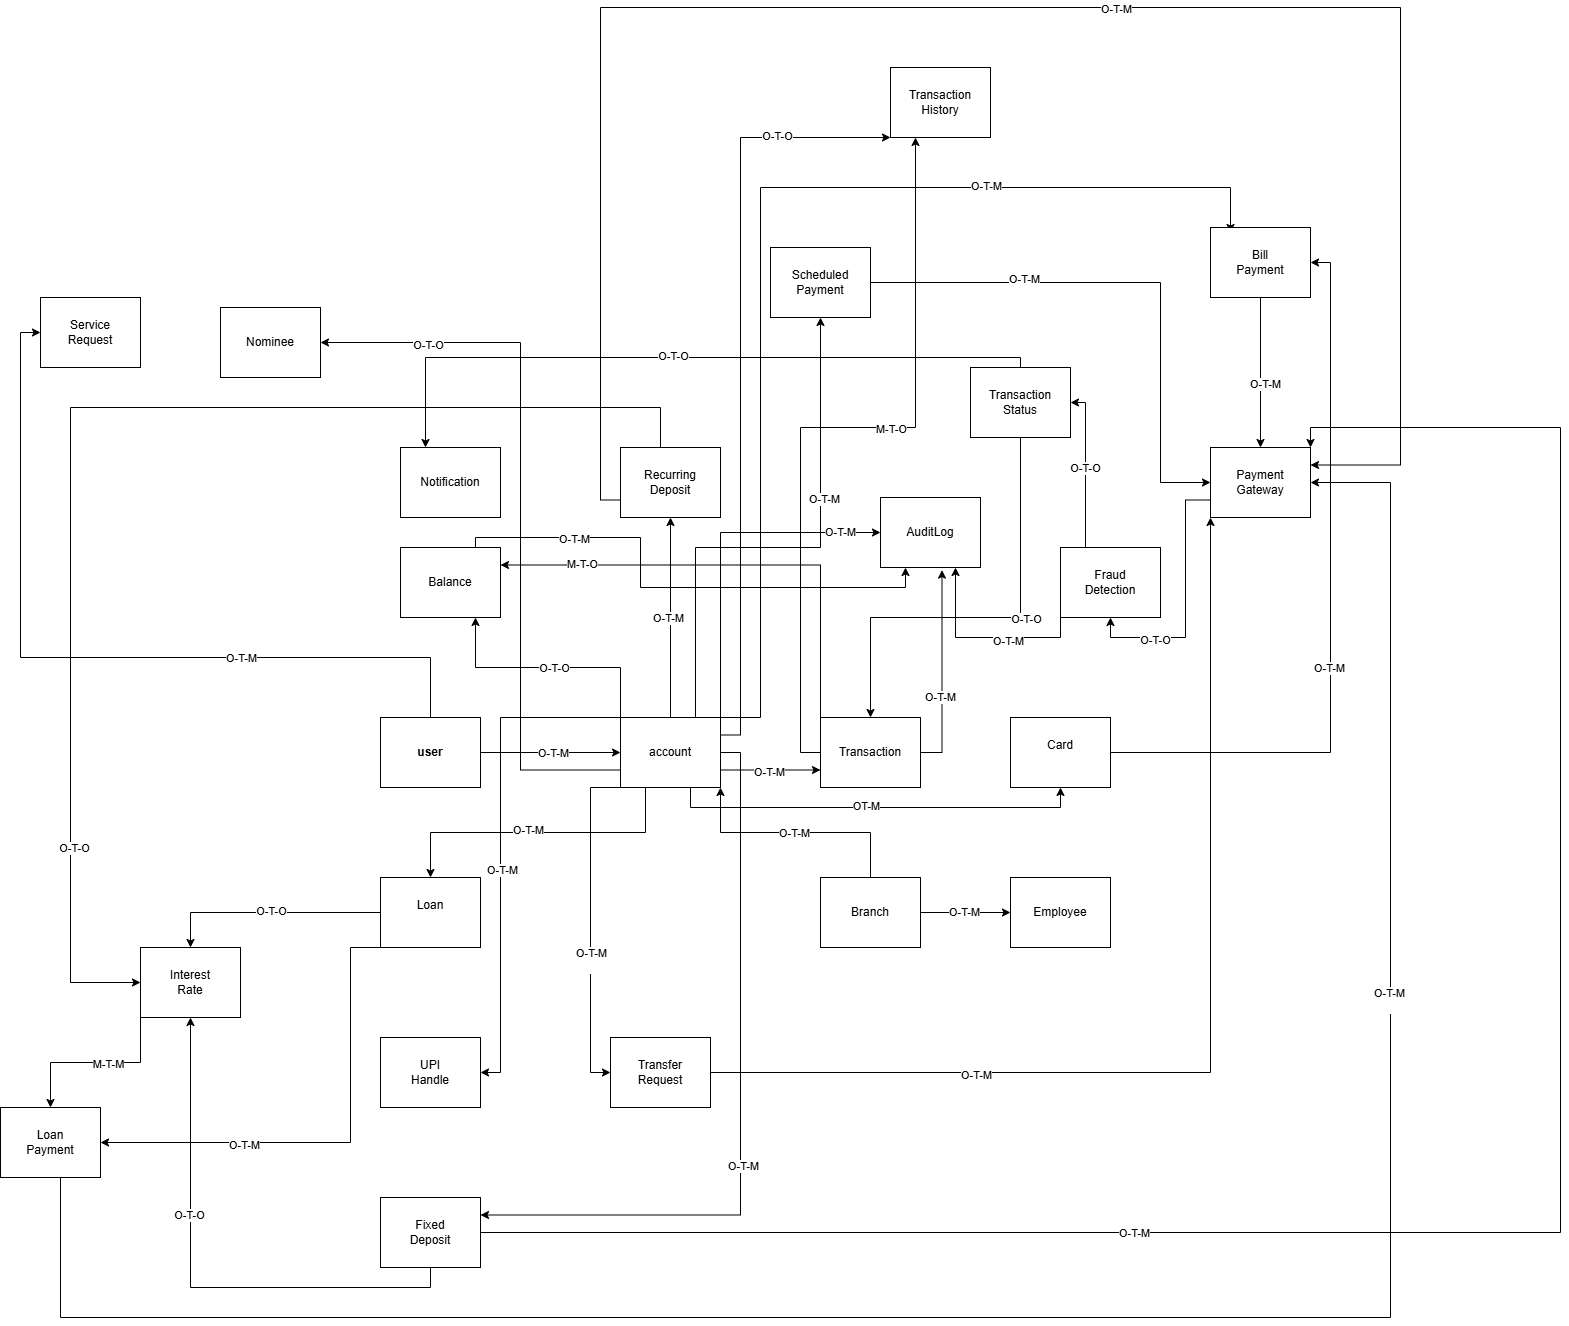 O-T-M
Transaction
History
O-T-O
O-T-M
Bill
Payment
Scheduled
Payment
O-T-M
Service
Request
Nominee
O-T-O
O-T-O
O-T-M
Transaction
Status
M-T-O
O-T-O
Notification
Recurring
Deposit
Payment
Gateway
O-T-M
AuditLog
O-T-M
O-T-M
M-T-O
Balance
Fraud
Detection
O-T-M
O-T-O
O-T-M
O-T-O
O-T-M
O-T-O
O-T-M
O-T-M
user
O-T-M
account
O-T-M
Transaction
Card
OT-M
O-T-M
O-T-M
O-T-O
O-T-M
Loan
O-T-O
Branch
O-T-M
Employee
O-T-M
Interest
Rate
O-T-M
M-T-M
UPI
Handle
Transfer
Request
O-T-M
Loan
Payment
O-T-M
O-T-M
O-T-O
Fixed
Deposit
O-T-M